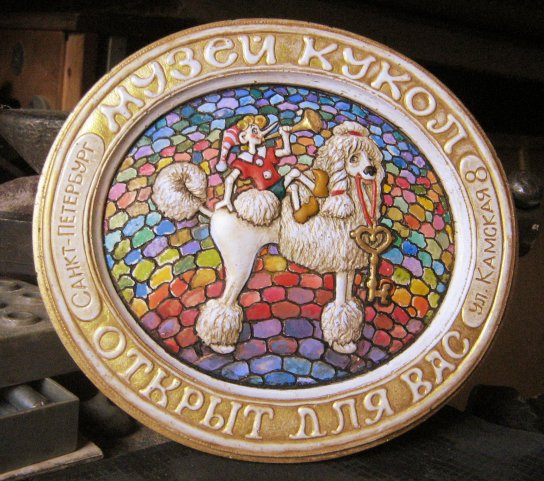 МУЗЕЙ КУКОЛ
САНКТ-ПЕТЕРБУРГ
УЛ. КАМСКАЯ 8
ОТКРЫТ ДЛЯ ВАС